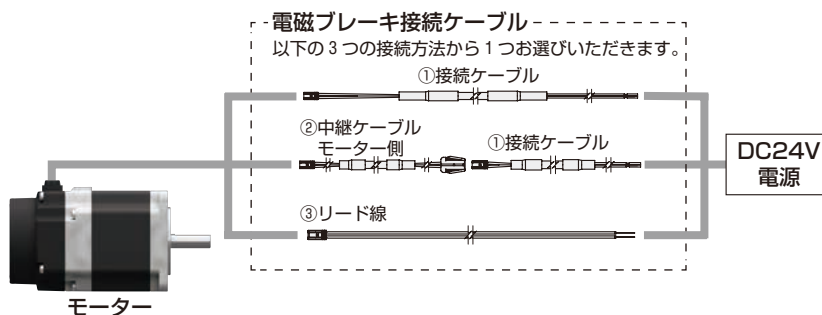 電磁ブレーキ接続ケーブル
以下の3つの接続方法から1つお選びいただきます。
①接続ケーブル
②中継ケーブル
モーター側
①接続ケーブル
③リード線
DC24V
電源
モーター